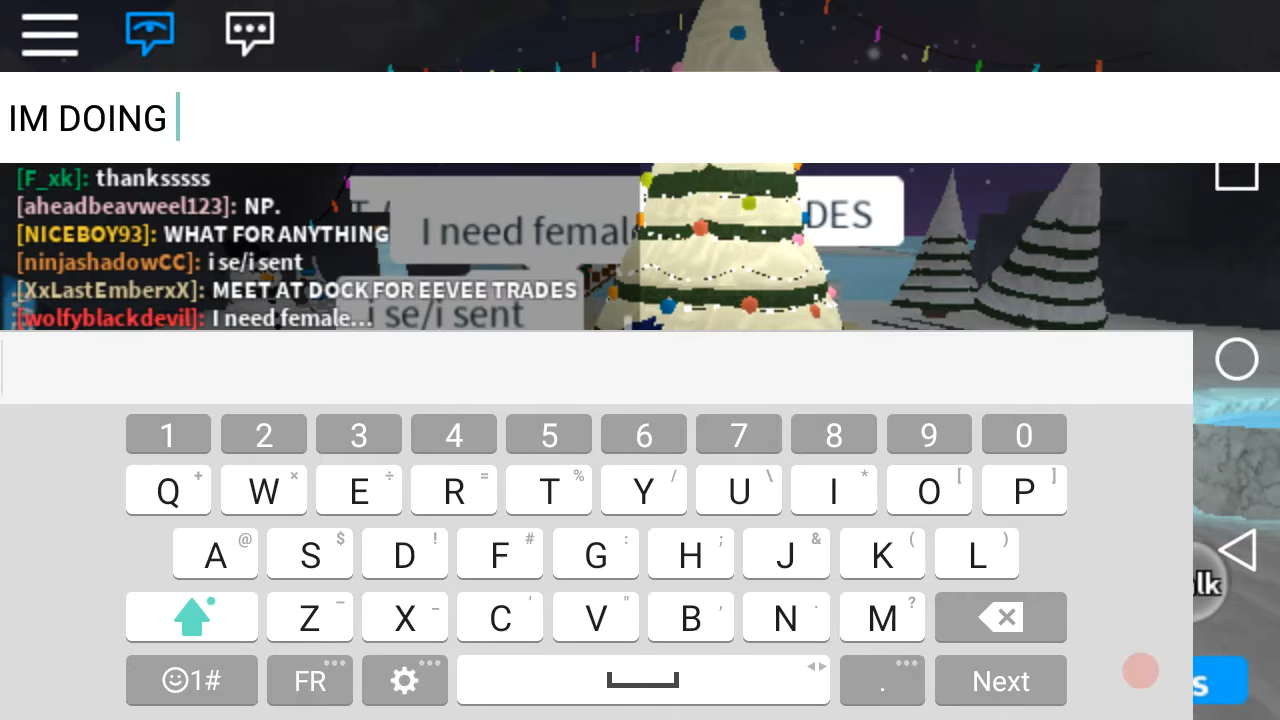 IM DOING
[F_xk]: thanksssss
[aheadbeavweel123]: NP.
[NICEBOY93]: WHAT FOR ANYTHING
[ninjashadowCC]: i se/i sent
[XxLastEmberxX]: MEET AT DOCK FOR EEVEE TRADES
[wolfyblackdevil]: I need female...
I need femal
DES
i se/i sent
1 2 3 4 5 6 7 8 9 0
Q + W × E ÷ R = T % Y / U \ I * O [ P ]
A @ S $ D ! F # G : H ; J & K ( L )
Z – X - C ' V " B , N . M ?
1# FR . Next
lk
s